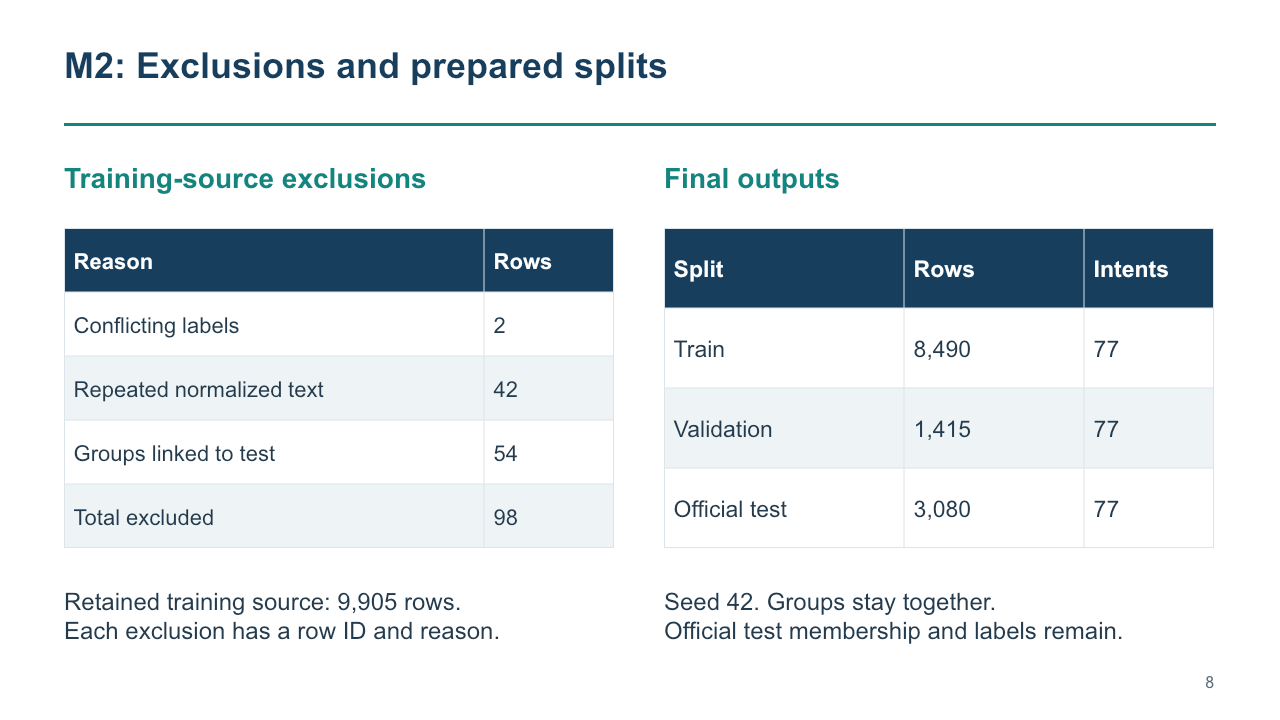 M2: Exclusions and prepared splits
Training-source exclusions
Reason Rows
Conflicting labels 2
Repeated normalized text 42
Groups linked to test 54
Total excluded 98
Retained training source: 9,905 rows.
Each exclusion has a row ID and reason.
Final outputs
Split Rows Intents
Train 8,490 77
Validation 1,415 77
Official test 3,080 77
Seed 42. Groups stay together.
Official test membership and labels remain.
8